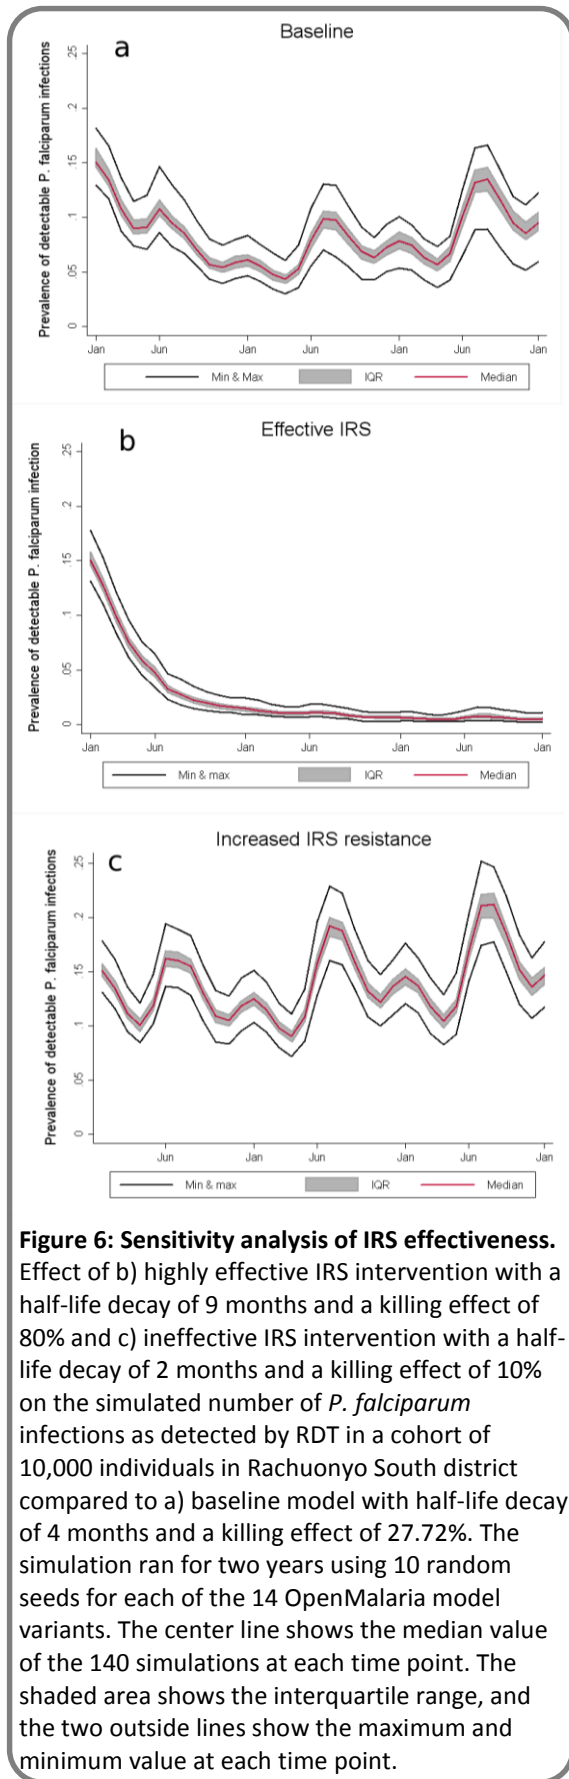 Baseline
a
Prevalence of detectable P. falciparum infections
.25
.2
.15
.1
.05
0
Jan Jun Jan Jun Jan Jun Jan
Min & Max IQR Median
Effective IRS
b
Prevalence of detectable P. falciparum infection
.25
.2
.15
.1
.05
0
Jan Jun Jan Jun Jan Jun Jan
Min & max IQR Median
Increased IRS resistance
c
Prevalence of detectable P. falciparum infections
.25
.2
.15
.1
.05
0
Jun Jan Jun Jan Jun Jan
Min & max IQR Median
Figure 6: Sensitivity analysis of IRS effectiveness.
Effect of b) highly effective IRS intervention with a
half-life decay of 9 months and a killing effect of
80% and c) ineffective IRS intervention with a half-
life decay of 2 months and a killing effect of 10%
on the simulated number of P. falciparum
infections as detected by RDT in a cohort of
10,000 individuals in Rachuonyo South district
compared to a) baseline model with half-life decay
of 4 months and a killing effect of 27.72%. The
simulation ran for two years using 10 random
seeds for each of the 14 OpenMalaria model
variants. The center line shows the median value
of the 140 simulations at each time point. The
shaded area shows the interquartile range, and
the two outside lines show the maximum and
minimum value at each time point.